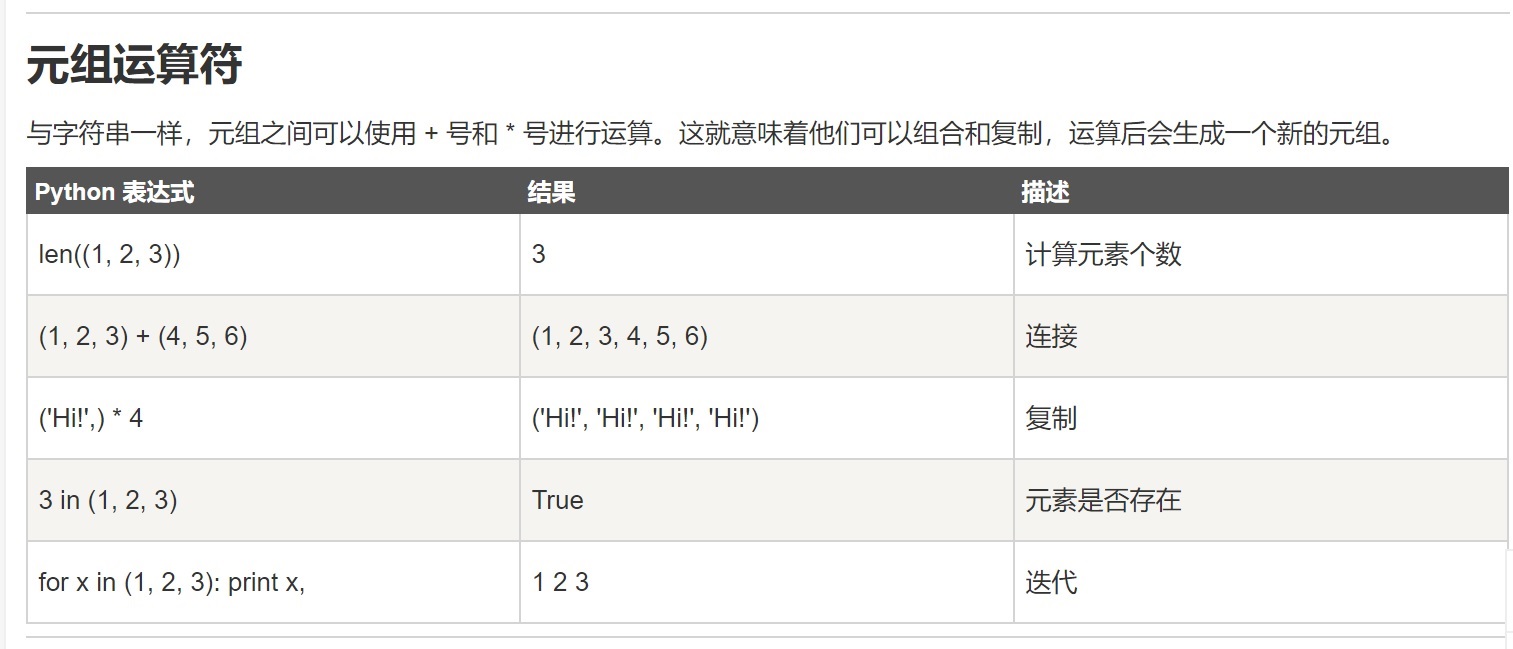 元组运算符
与字符串一样，元组之间可以使用 + 号和 * 号进行运算。这就意味着他们可以组合和复制，运算后会生成一个新的元组。
Python 表达式 结果 描述
len((1, 2, 3)) 3 计算元素个数
(1, 2, 3) + (4, 5, 6) (1, 2, 3, 4, 5, 6) 连接
('Hi!',) * 4 ('Hi!', 'Hi!', 'Hi!', 'Hi!') 复制
3 in (1, 2, 3) True 元素是否存在
for x in (1, 2, 3): print x, 1 2 3 迭代